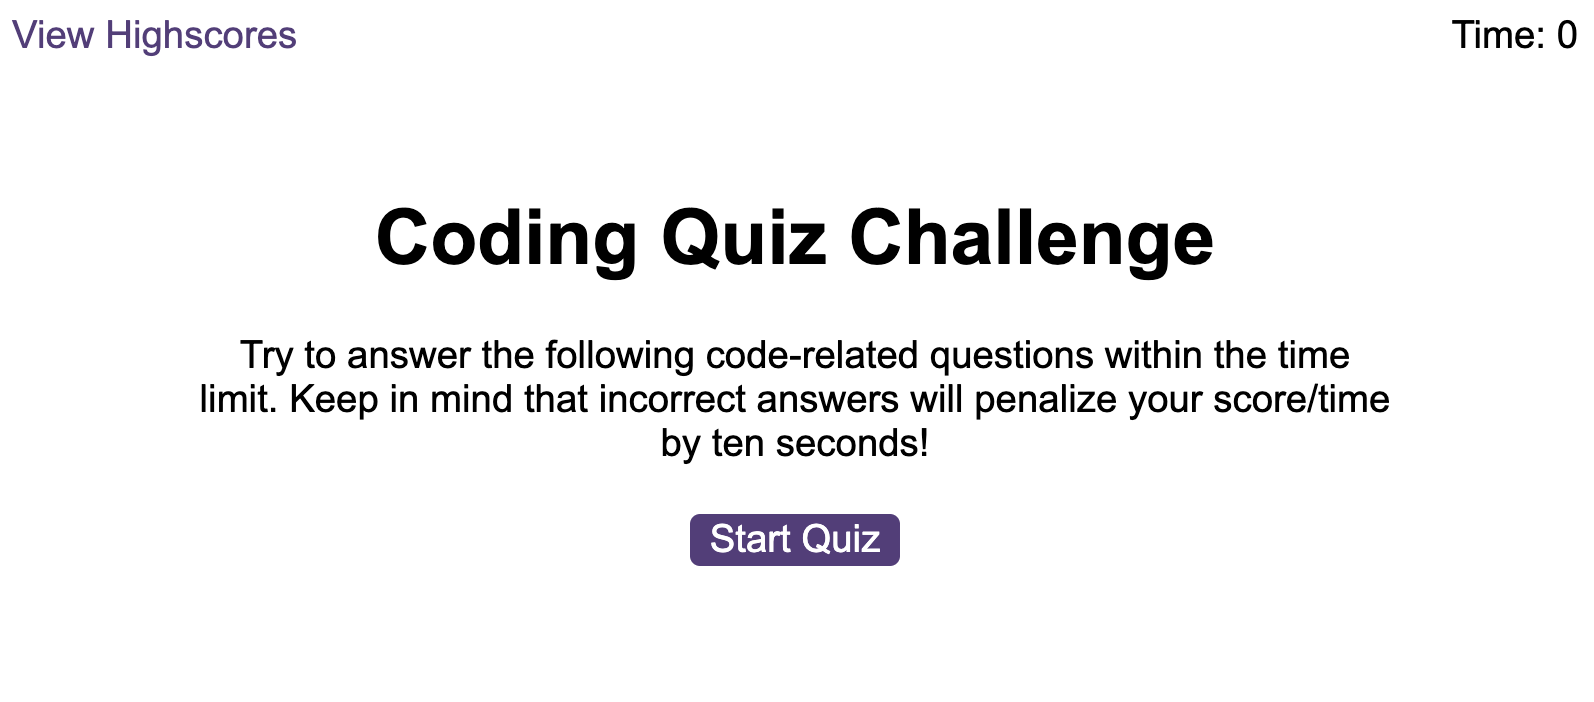 View Highscores
Time: 0
Coding Quiz Challenge
Try to answer the following code-related questions within the time
limit. Keep in mind that incorrect answers will penalize your score/time
by ten seconds!
Start Quiz